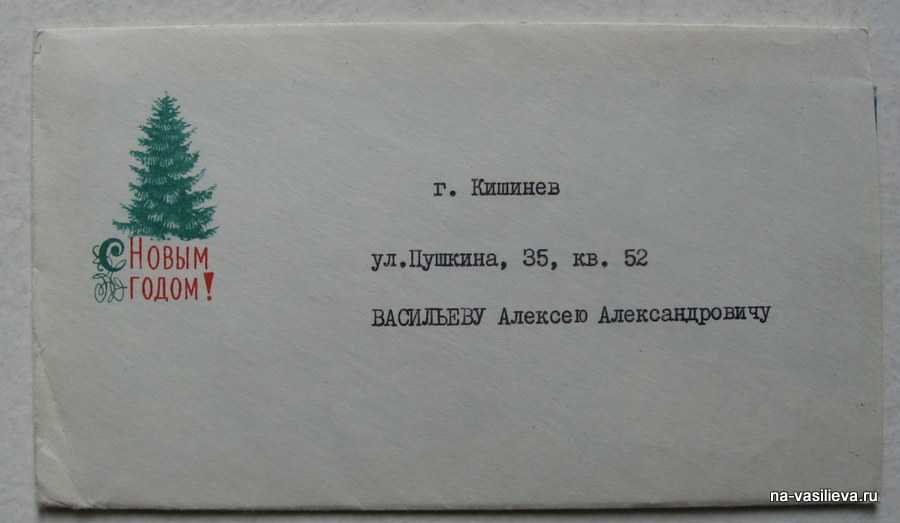 С Новым
годом!
г. Кишинев
ул.Пушкина, 35, кв. 52
ВАСИЛЬЕВУ Алексею Александровичу
na-vasilieva.ru